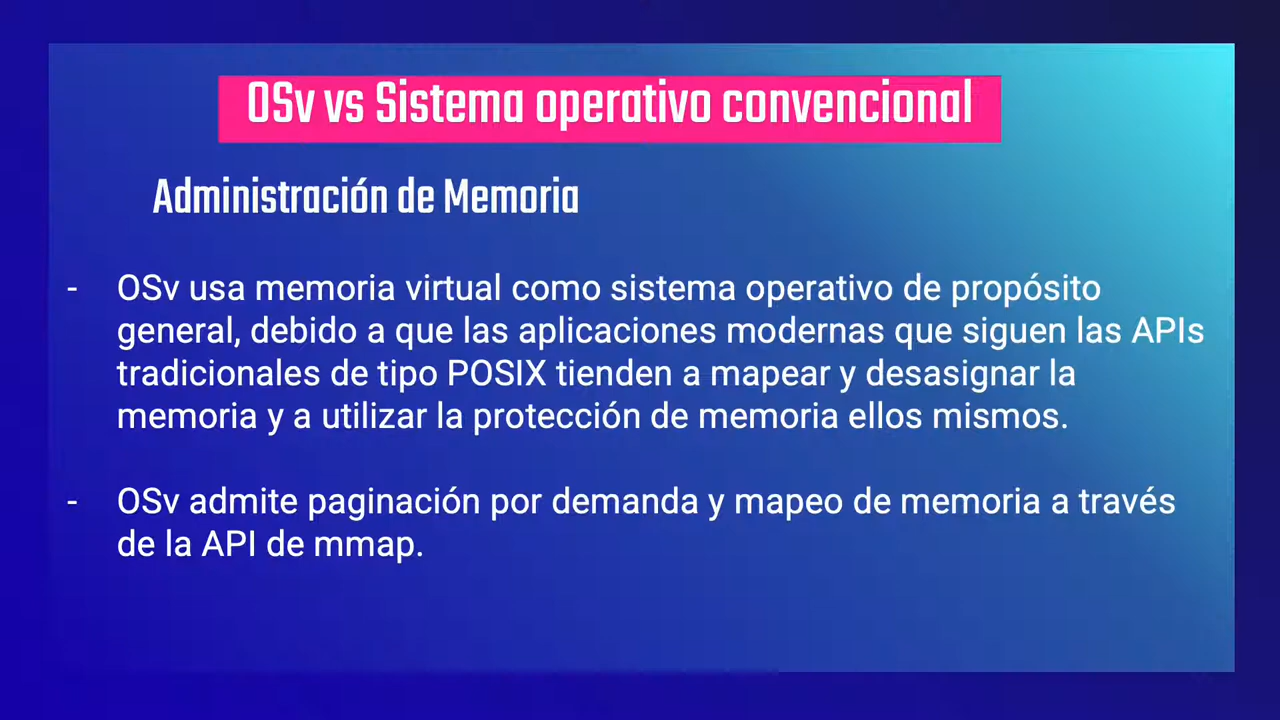 OSv vs Sistema operativo convencional
Administración de Memoria
- OSv usa memoria virtual como sistema operativo de propósito
general, debido a que las aplicaciones modernas que siguen las APIs
tradicionales de tipo POSIX tienden a mapear y desasignar la
memoria y a utilizar la protección de memoria ellos mismos.
- OSv admite paginación por demanda y mapeo de memoria a través
de la API de mmap.